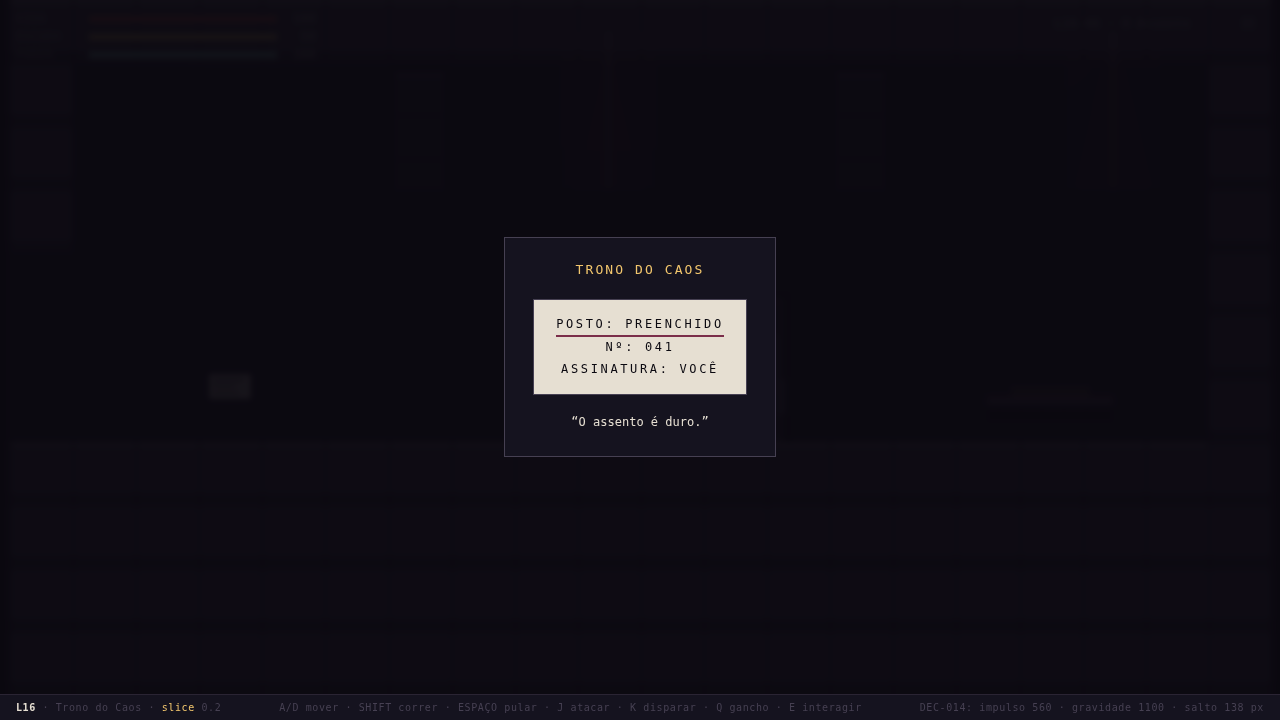 TRONO DO CAOS
POSTO: PREENCHIDO
Nº: 041
ASSINATURA: VOCÊ
“O assento é duro.”
L16 · Trono do Caos · slice 0.2
A/D mover · SHIFT correr · ESPAÇO pular · J atacar · K disparar · Q gancho · E interagir
DEC-014: impulso 560 · gravidade 1100 · salto 138 px